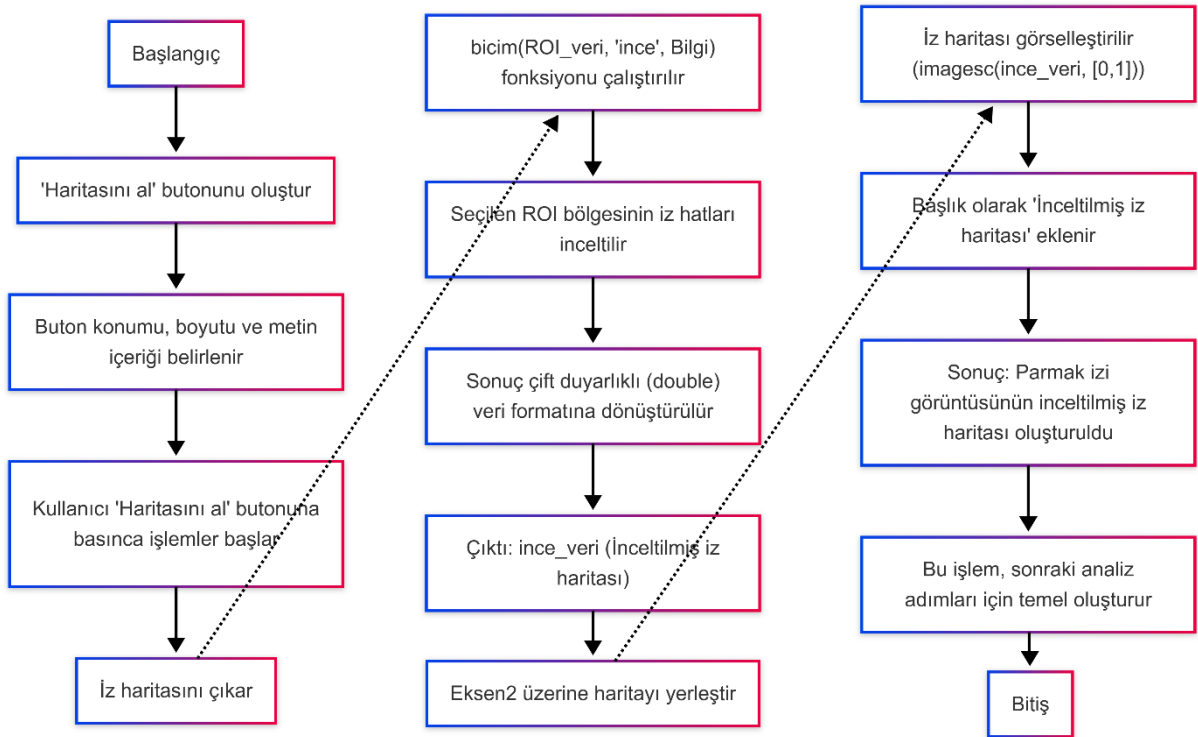 Başlangıç
'Haritasını al' butonunu oluştur
Buton konumu, boyutu ve metin
içeriği belirlenir
Kullanıcı 'Haritasını al' butonuna
basınca işlemler başlar
İz haritasını çıkar
bicim(ROI_veri, 'ince', Bilgi)
fonksiyonu çalıştırılır
Seçilen ROI bölgesinin iz hatları
inceltilir
Sonuç çift duyarlıklı (double)
veri formatına dönüştürülür
Çıktı: ince_veri (İnceltilmiş iz
haritası)
Eksen2 üzerine haritayı yerleştir
İz haritası görselleştirilir
(imagesc(ince_veri, [0,1]))
Başlık olarak 'İnceltilmiş iz
haritası' eklenir
Sonuç: Parmak izi
görüntüsünün inceltilmiş iz
haritası oluşturuldu
Bu işlem, sonraki analiz
adımları için temel oluşturur
Bitiş